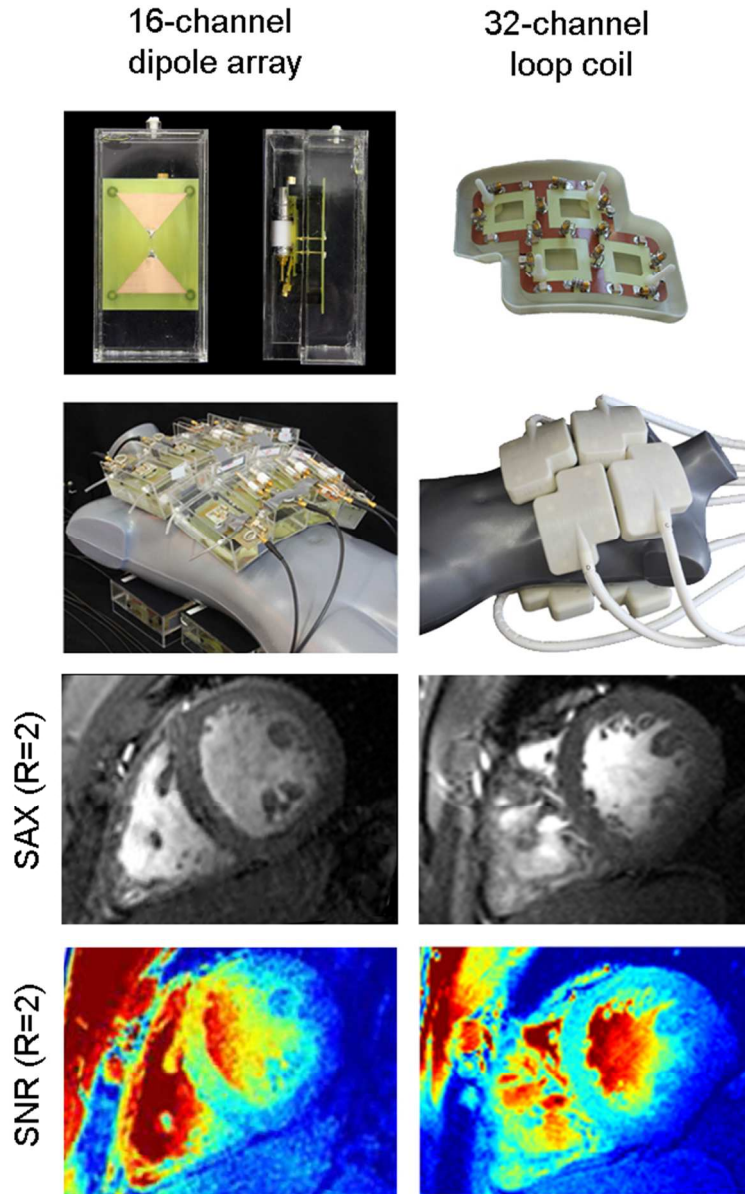 16-channel
dipole array
32-channel
loop coil
SAX (R=2)
SNR (R=2)